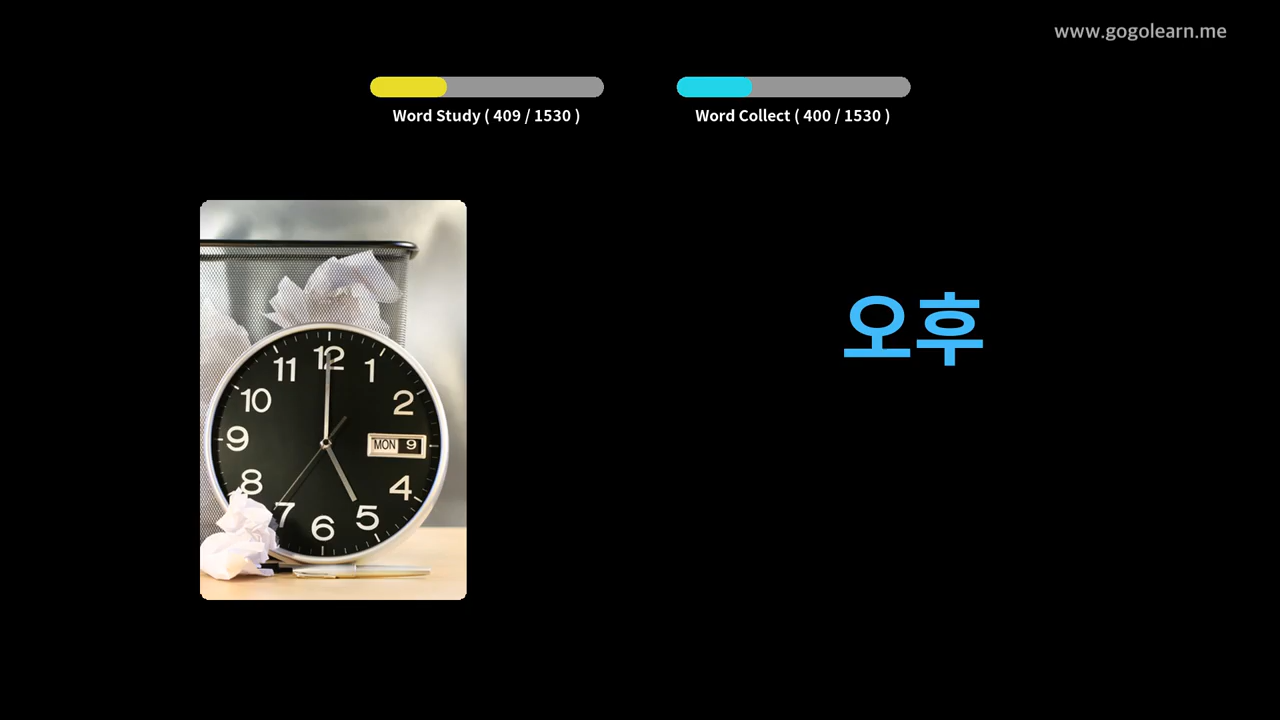 www.gogolearn.me
Word Study ( 409 / 1530 )
Word Collect ( 400 / 1530 )
오후
12
11 1
10 2
9 MON 9
8 4
7 5
6